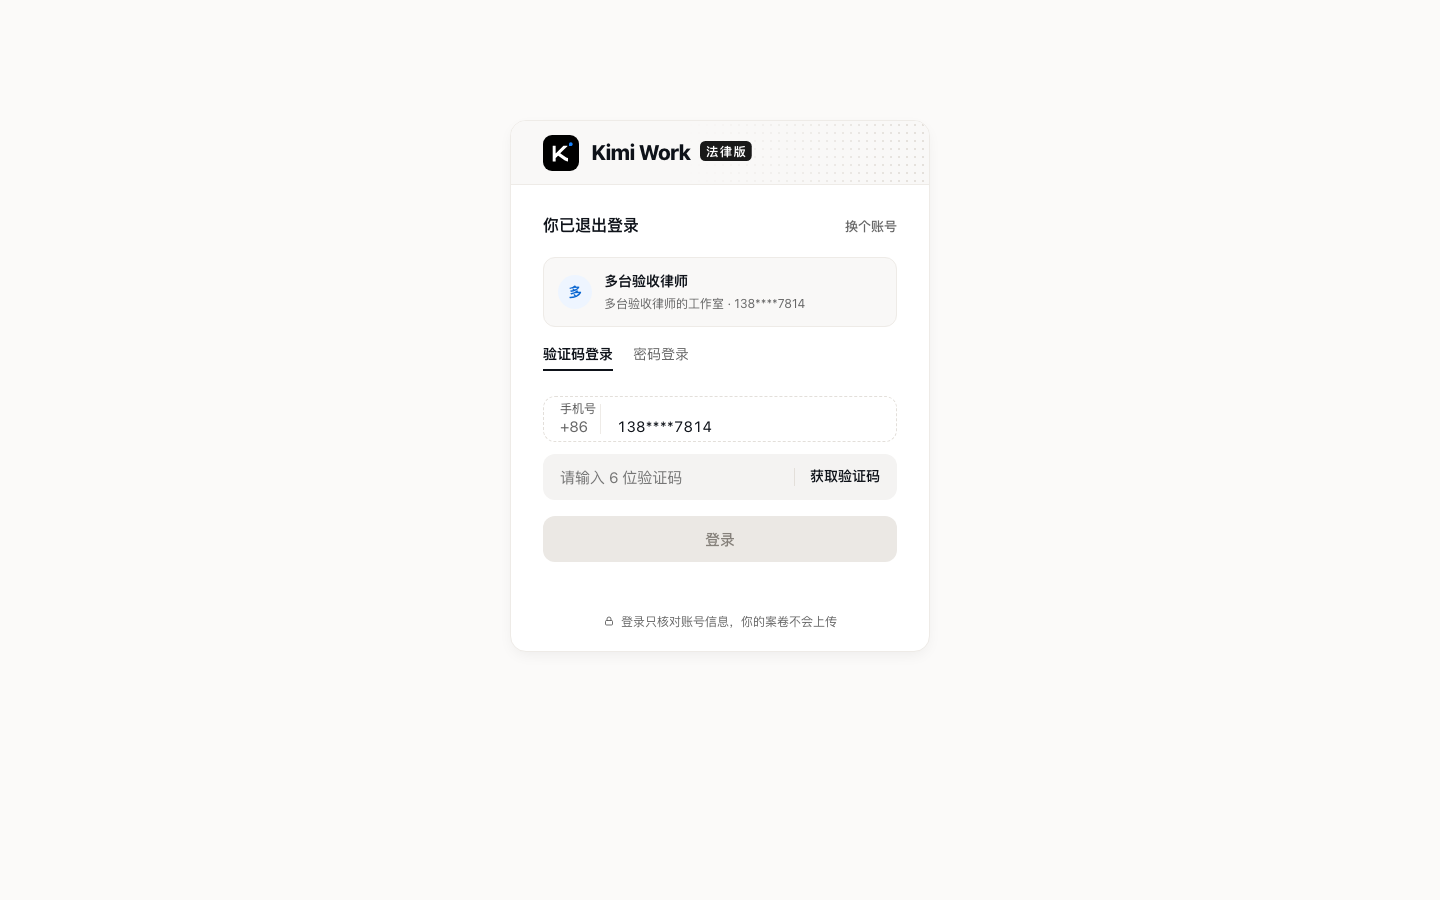 Kimi Work 法律版
你已退出登录 换个账号
多 多台验收律师
多台验收律师的工作室 · 138****7814
验证码登录 密码登录
手机号
+86 138****7814
请输入 6 位验证码 获取验证码
登录
登录只核对账号信息，你的案卷不会上传